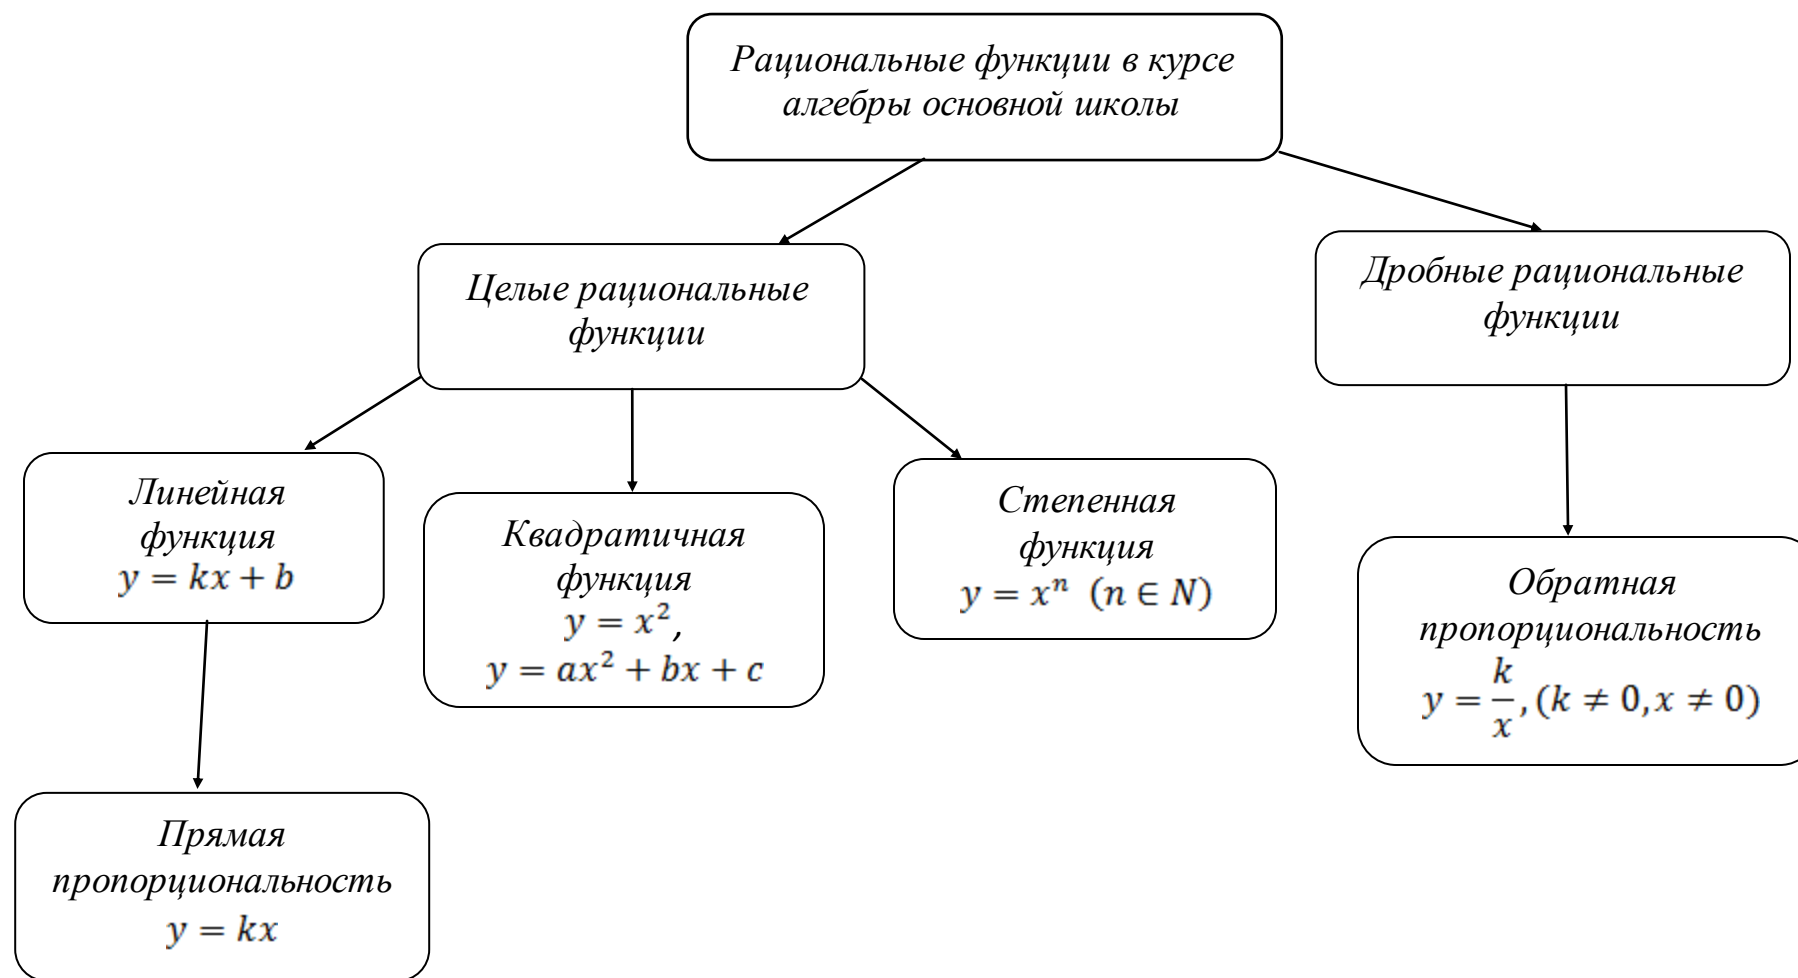 Рациональные функции в курсе
алгебры основной школы
Целые рациональные
функции
Дробные рациональные
функции
Линейная
функция
y = kx + b
Квадратичная
функция
y = x²,
y = ax² + bx + c
Степенная
функция
y = xⁿ (n ∈ N)
Обратная
пропорциональность
y = k/x, (k ≠ 0, x ≠ 0)
Прямая
пропорциональность
y = kx